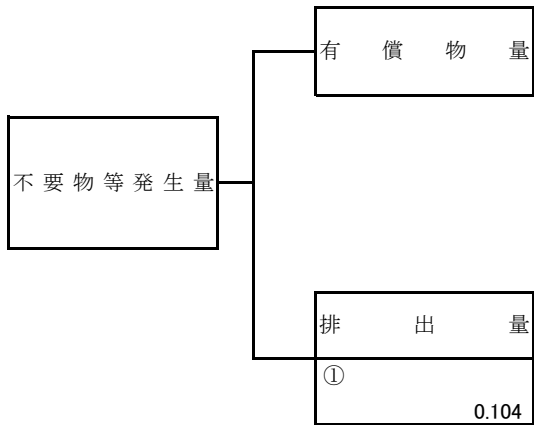 有償物量
不要物等発生量
排出量
①
0.104